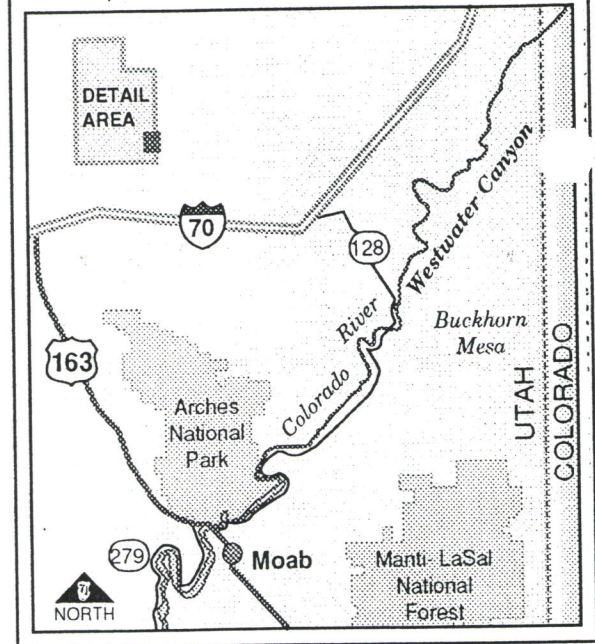 DETAIL
AREA
70
128
Westwater Canyon
River
Colorado
Buckhorn
Mesa
163
UTAH
COLORADO
Arches
National
Park
279
Moab
Manti- LaSal
National
Forest
NORTH